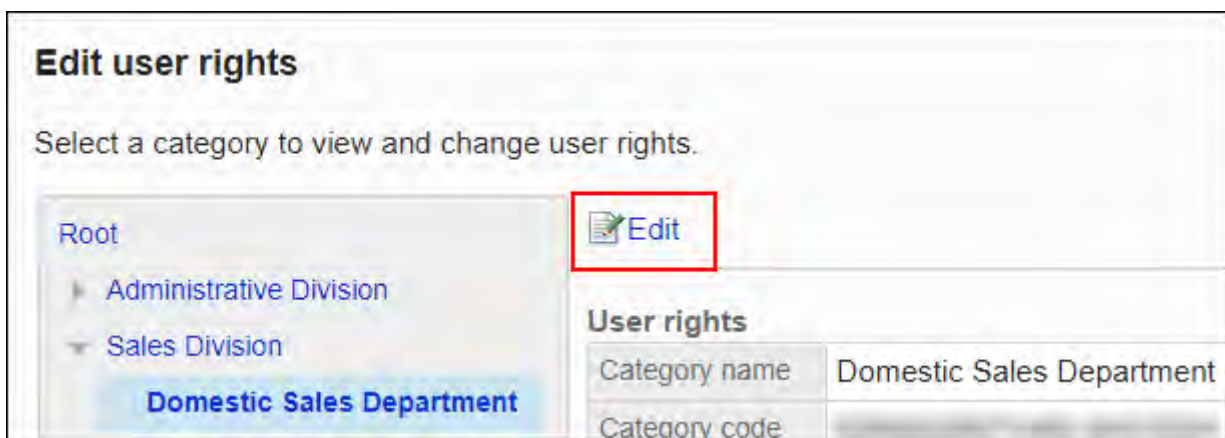 Edit user rights
Select a category to view and change user rights.
Root
Administrative Division
Sales Division
Domestic Sales Department
Edit
User rights
Category name Domestic Sales Department
Category code